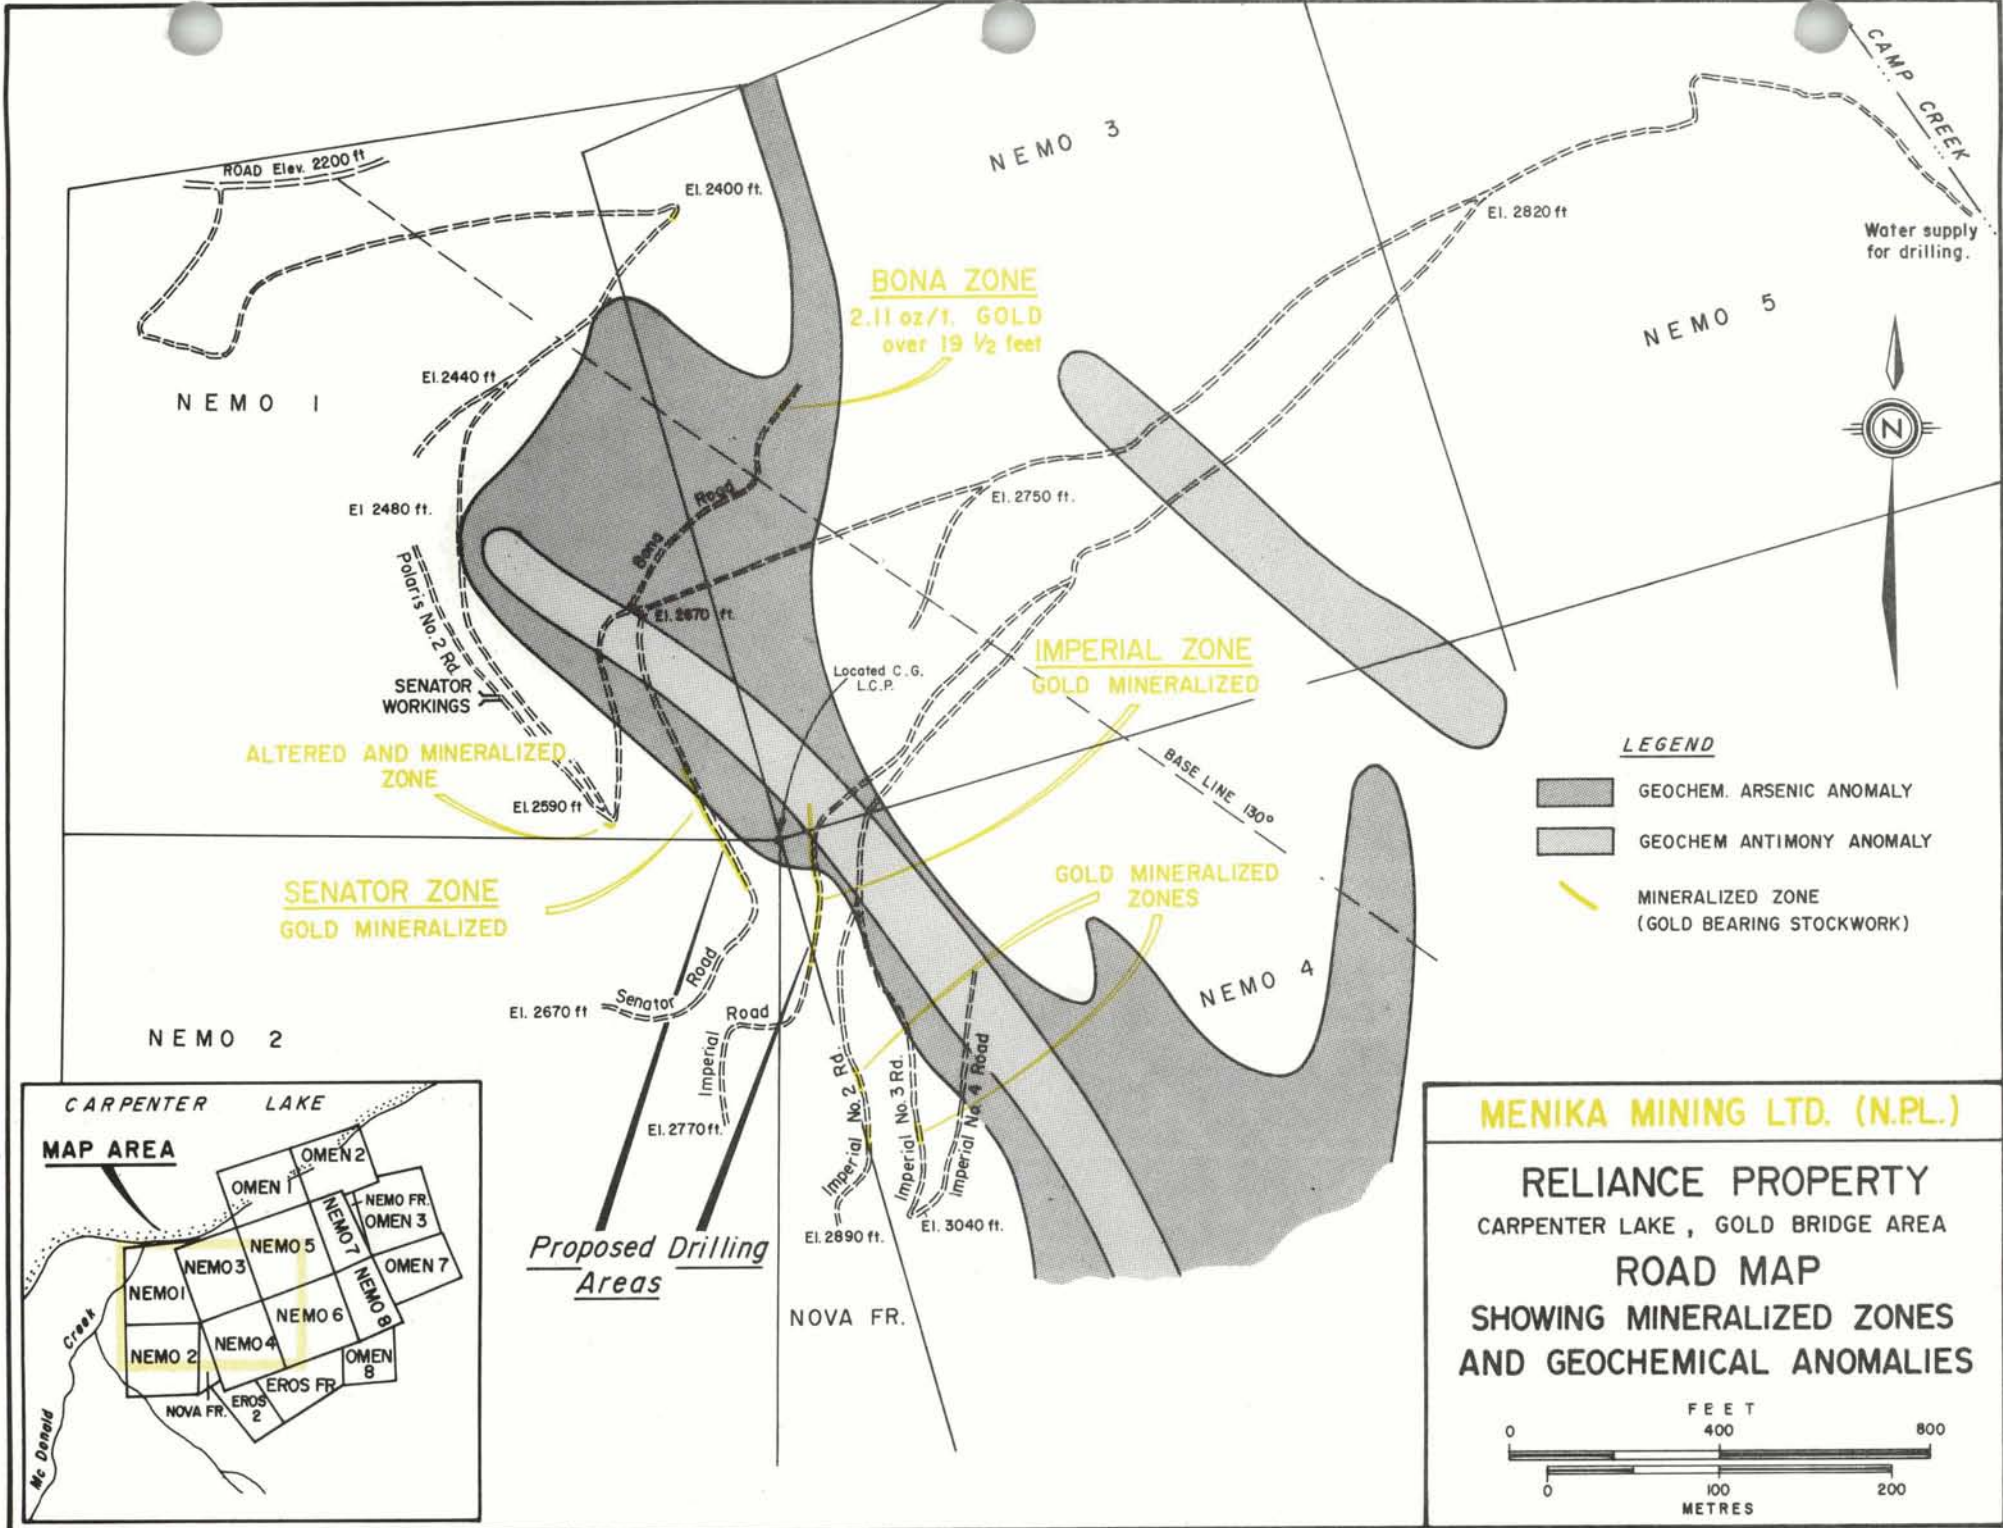 CAMP CREEK
NEMO 3
ROAD Elev. 2200 ft
El. 2400 ft.
El. 2820 ft
Water supply
for drilling.
BONA ZONE
2.11 oz/t. GOLD
over 19 ½ feet
NEMO 5
El. 2440 ft
NEMO 1
N
El 2480 ft.
Bona Road
El. 2750 ft.
Polaris No. 2 Rd.
El. 2670 ft.
SENATOR
WORKINGS
Located C.G.
L.C.P.
IMPERIAL ZONE
GOLD MINERALIZED
ALTERED AND MINERALIZED
ZONE
El. 2590 ft
BASE LINE 130°
LEGEND
GEOCHEM. ARSENIC ANOMALY
GEOCHEM ANTIMONY ANOMALY
MINERALIZED ZONE
(GOLD BEARING STOCKWORK)
SENATOR ZONE
GOLD MINERALIZED
GOLD MINERALIZED
ZONES
NEMO 4
El. 2670 ft
Senator Road
Imperial Road
El. 2770 ft.
Imperial No. 2 Rd.
Imperial No. 3 Rd.
Imperial No. 4 Road
El. 2890 ft.
El. 3040 ft.
NEMO 2
Proposed Drilling
Areas
NOVA FR.
CARPENTER LAKE
MAP AREA
OMEN 2
OMEN 1
NEMO FR.
OMEN 3
NEMO 7
NEMO 5
NEMO 3
OMEN 7
NEMO 1
NEMO 8
NEMO 6
NEMO 4
NEMO 2
OMEN
8
EROS FR
EROS
2
NOVA FR.
Mc Donald Creek
MENIKA MINING LTD. (N.P.L.)
RELIANCE PROPERTY
CARPENTER LAKE, GOLD BRIDGE AREA
ROAD MAP
SHOWING MINERALIZED ZONES
AND GEOCHEMICAL ANOMALIES
FEET
0 400 800
0 100 200
METRES